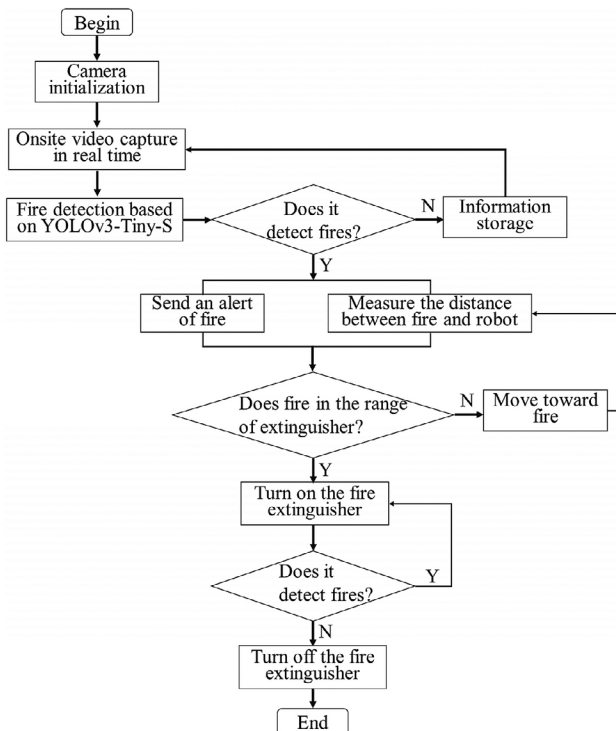 Begin
Camera
initialization
Onsite video capture
in real time
Fire detection based
on YOLOv3-Tiny-S
Does it
detect fires?
N
Information
storage
Y
Send an alert
of fire
Measure the distance
between fire and robot
Does fire in the range
of extinguisher?
N
Move toward
fire
Y
Turn on the fire
extinguisher
Does it
detect fires?
Y
N
Turn off the fire
extinguisher
End